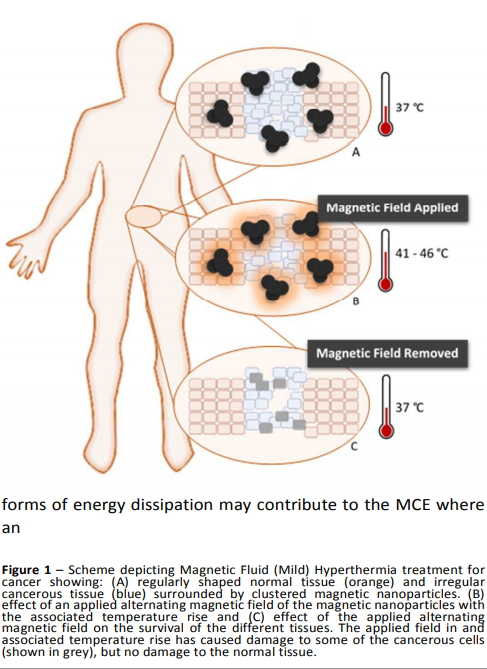 37 °C
A
Magnetic Field Applied
41 - 46 °C
B
Magnetic Field Removed
37 °C
C
forms of energy dissipation may contribute to the MCE where
an
Figure 1 – Scheme depicting Magnetic Fluid (Mild) Hyperthermia treatment for
cancer showing: (A) regularly shaped normal tissue (orange) and irregular
cancerous tissue (blue) surrounded by clustered magnetic nanoparticles. (B)
effect of an applied alternating magnetic field of the magnetic nanoparticles with
the associated temperature rise and (C) effect of the applied alternating
magnetic field on the survival of the different tissues. The applied field in and
associated temperature rise has caused damage to some of the cancerous cells
(shown in grey), but no damage to the normal tissue.